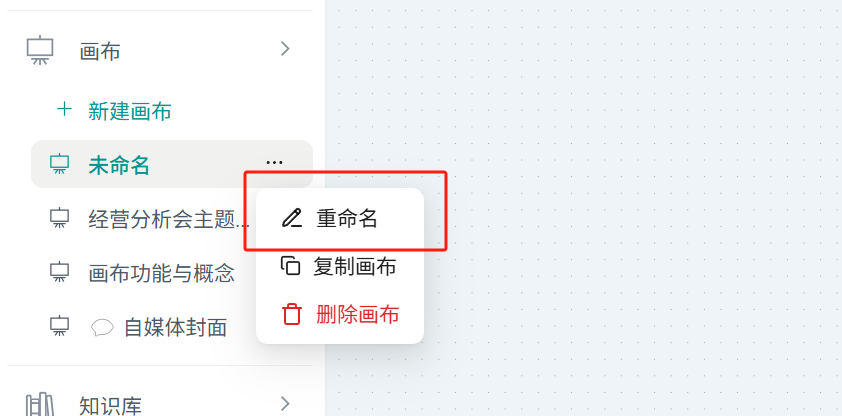 画布
新建画布
未命名
经营分析会主题...
重命名
画布功能与概念
复制画布
自媒体封面
删除画布
知识库